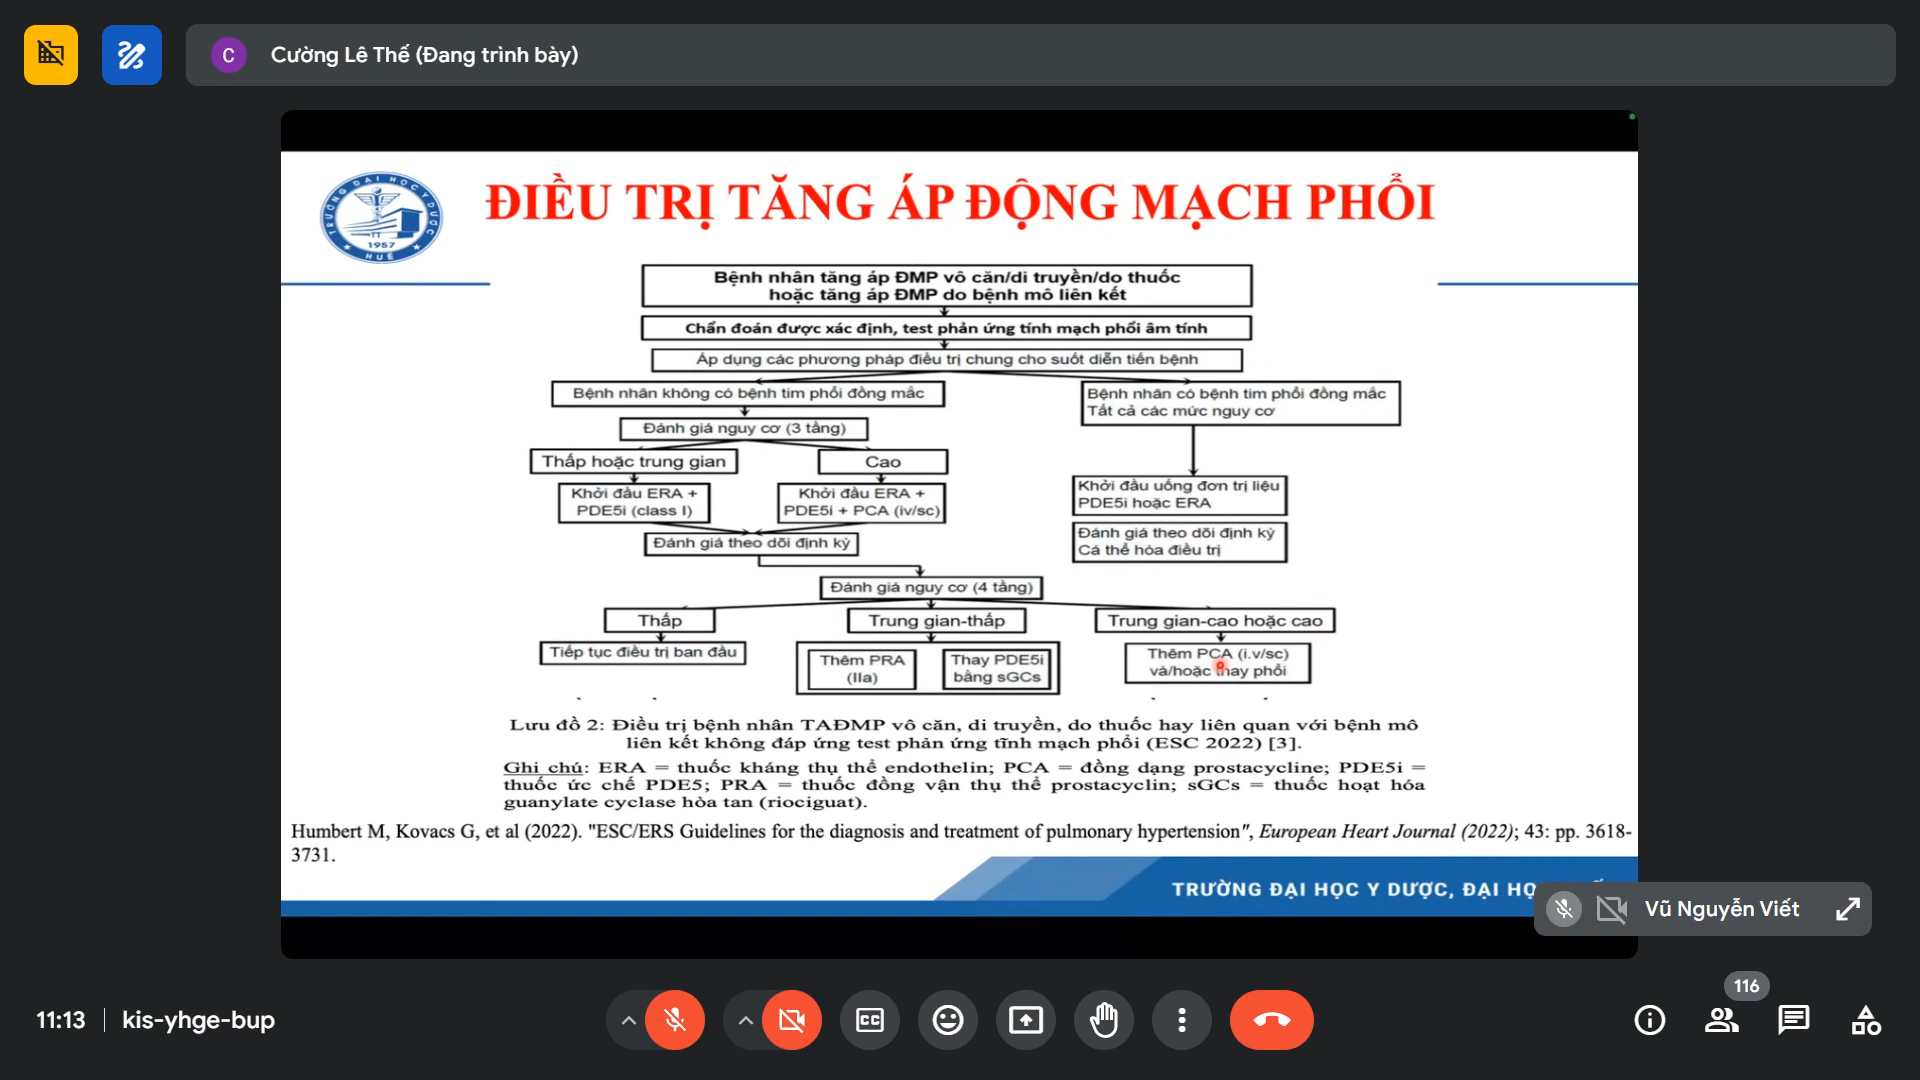 C Cường Lê Thế (Đang trình bày)
TRƯỜNG ĐẠI HỌC Y DƯỢC
1957
HUẾ
ĐIỀU TRỊ TĂNG ÁP ĐỘNG MẠCH PHỔI
Bệnh nhân tăng áp ĐMP vô căn/di truyền/do thuốc
hoặc tăng áp ĐMP do bệnh mô liên kết
Chẩn đoán được xác định, test phản ứng tính mạch phổi âm tính
Áp dụng các phương pháp điều trị chung cho suốt diễn tiến bệnh
Bệnh nhân không có bệnh tim phổi đồng mắc
Bệnh nhân có bệnh tim phổi đồng mắc
Tất cả các mức nguy cơ
Đánh giá nguy cơ (3 tầng)
Thấp hoặc trung gian
Cao
Khởi đầu ERA +
PDE5i (class I)
Khởi đầu ERA +
PDE5i + PCA (iv/sc)
Khởi đầu uống đơn trị liệu
PDE5i hoặc ERA
Đánh giá theo dõi định kỳ
Cá thể hóa điều trị
Đánh giá theo dõi định kỳ
Đánh giá nguy cơ (4 tầng)
Thấp
Trung gian-thấp
Trung gian-cao hoặc cao
Tiếp tục điều trị ban đầu
Thêm PRA
(IIa)
Thay PDE5i
bằng sGCs
Thêm PCA (i.v/sc)
và/hoặc thay phổi
Lưu đồ 2: Điều trị bệnh nhân TAĐMP vô căn, di truyền, do thuốc hay liên quan với bệnh mô
liên kết không đáp ứng test phản ứng tĩnh mạch phổi (ESC 2022) [3].
Ghi chú: ERA = thuốc kháng thụ thể endothelin; PCA = đồng dạng prostacycline; PDE5i =
thuốc ức chế PDE5; PRA = thuốc đồng vận thụ thể prostacyclin; sGCs = thuốc hoạt hóa
guanylate cyclase hòa tan (riociguat).
Humbert M, Kovacs G, et al (2022). "ESC/ERS Guidelines for the diagnosis and treatment of pulmonary hypertension", European Heart Journal (2022); 43: pp. 3618-
3731.
TRƯỜNG ĐẠI HỌC Y DƯỢC, ĐẠI
Vũ Nguyễn Viết
116
11:13 | kis-yhge-bup
CC